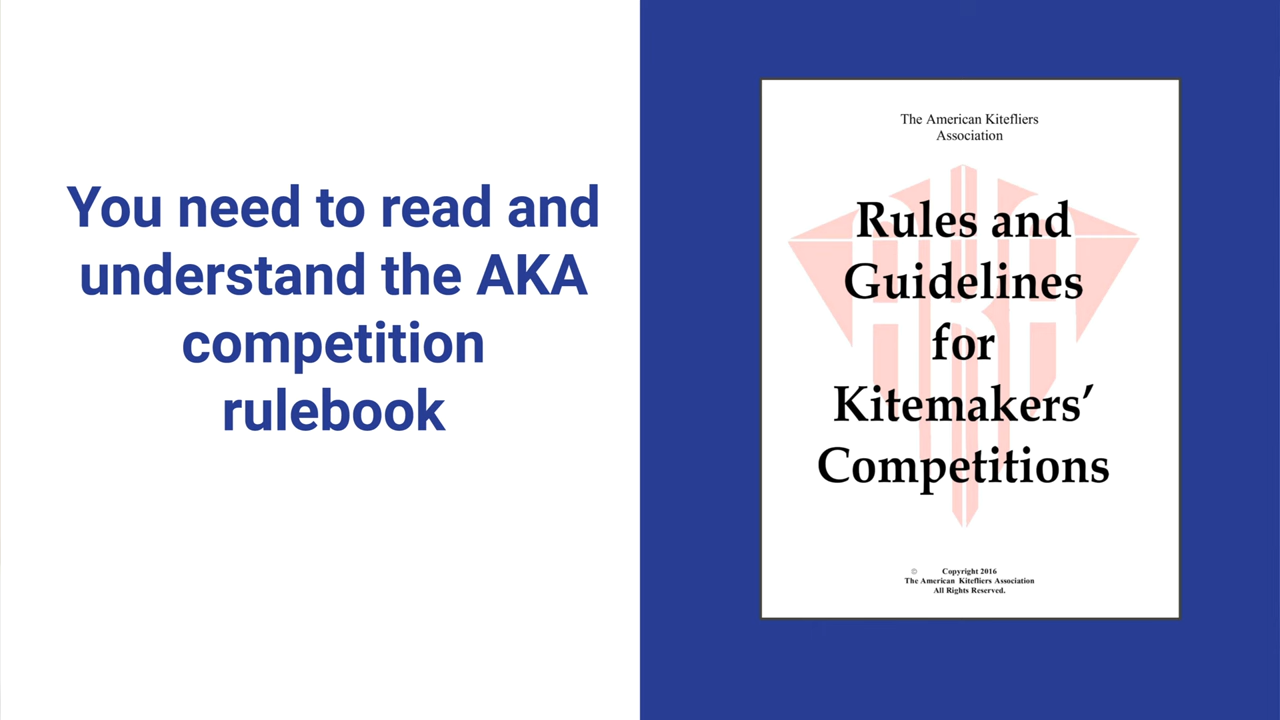 You need to read and
understand the AKA
competition
rulebook
The American Kitefliers
Association
AKA
Rules and
Guidelines
for
Kitemakers’
Competitions
© Copyright 2016
The American Kitefliers Association
All Rights Reserved.